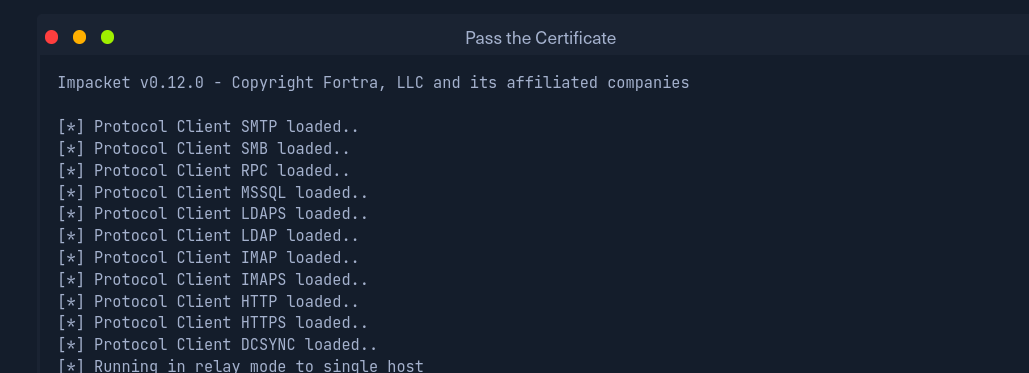 Pass the Certificate
Impacket v0.12.0 - Copyright Fortra, LLC and its affiliated companies
[*] Protocol Client SMTP loaded..
[*] Protocol Client SMB loaded..
[*] Protocol Client RPC loaded..
[*] Protocol Client MSSQL loaded..
[*] Protocol Client LDAPS loaded..
[*] Protocol Client LDAP loaded..
[*] Protocol Client IMAP loaded..
[*] Protocol Client IMAPS loaded..
[*] Protocol Client HTTP loaded..
[*] Protocol Client HTTPS loaded..
[*] Protocol Client DCSYNC loaded..
[*] Running in relay mode to single host